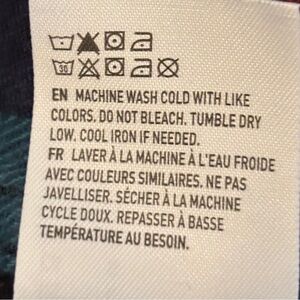 30
EN MACHINE WASH COLD WITH LIKE
COLORS. DO NOT BLEACH. TUMBLE DRY
LOW. COOL IRON IF NEEDED.
FR LAVER À LA MACHINE À L'EAU FROIDE
AVEC COULEURS SIMILAIRES. NE PAS
JAVELLISER. SÉCHER À LA MACHINE
CYCLE DOUX. REPASSER À BASSE
TEMPÉRATURE AU BESOIN.